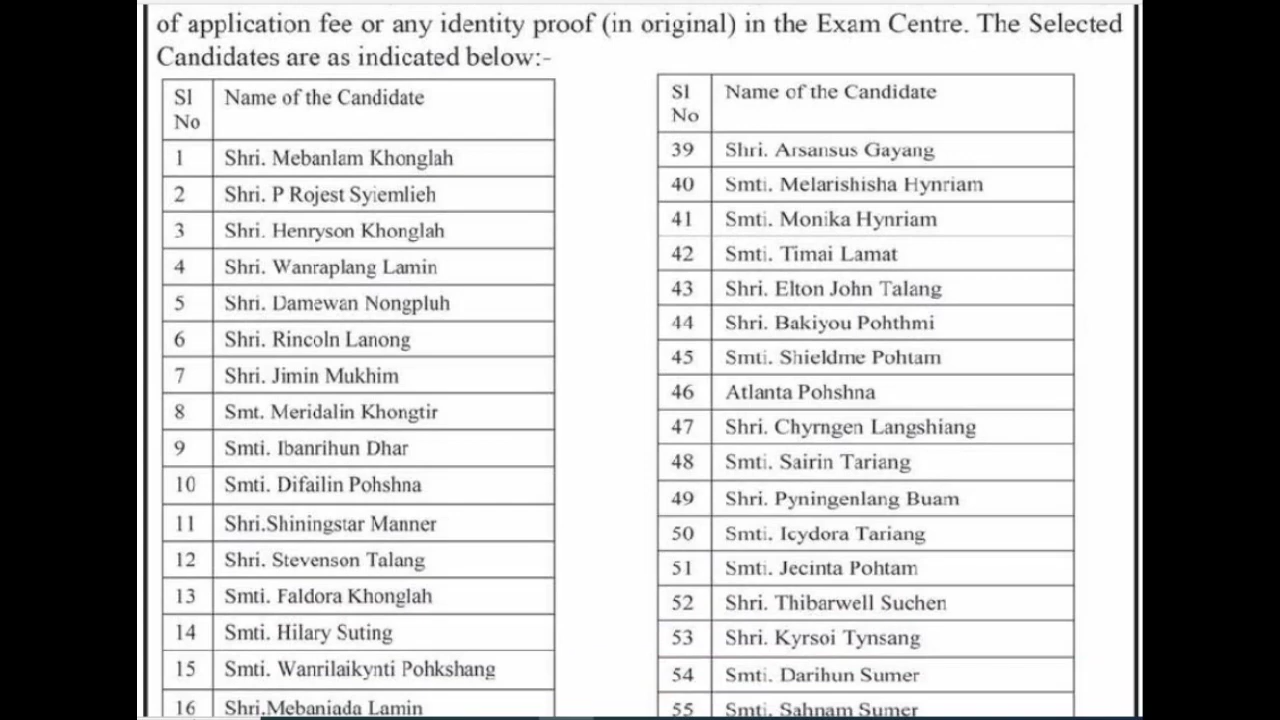 of application fee or any identity proof (in original) in the Exam Centre. The Selected
Candidates are as indicated below:-
Sl No Name of the Candidate
1 Shri. Mebanlam Khonglah
2 Shri. P Rojest Syiemlieh
3 Shri. Henryson Khonglah
4 Shri. Wanraplang Lamin
5 Shri. Damewan Nongpluh
6 Shri. Rincoln Lanong
7 Shri. Jimin Mukhim
8 Smt. Meridalin Khongtir
9 Smti. Ibanrihun Dhar
10 Smti. Difailin Pohshna
11 Shri.Shiningstar Manner
12 Shri. Stevenson Talang
13 Smti. Faldora Khonglah
14 Smti. Hilary Suting
15 Smti. Wanrilaikynti Pohkshang
16 Shri.Mebaniada Lamin
Sl No Name of the Candidate
39 Shri. Arsansus Gayang
40 Smti. Melarishisha Hynriam
41 Smti. Monika Hynriam
42 Smti. Timai Lamat
43 Shri. Elton John Talang
44 Shri. Bakiyou Pohthmi
45 Smti. Shieldme Pohtam
46 Atlanta Pohshna
47 Shri. Chyrngen Langshiang
48 Smti. Sairin Tariang
49 Shri. Pyningenlang Buam
50 Smti. Icydora Tariang
51 Smti. Jecinta Pohtam
52 Shri. Thibarwell Suchen
53 Shri. Kyrsoi Tynsang
54 Smti. Darihun Sumer
55 Smti. Sahnam Sumer